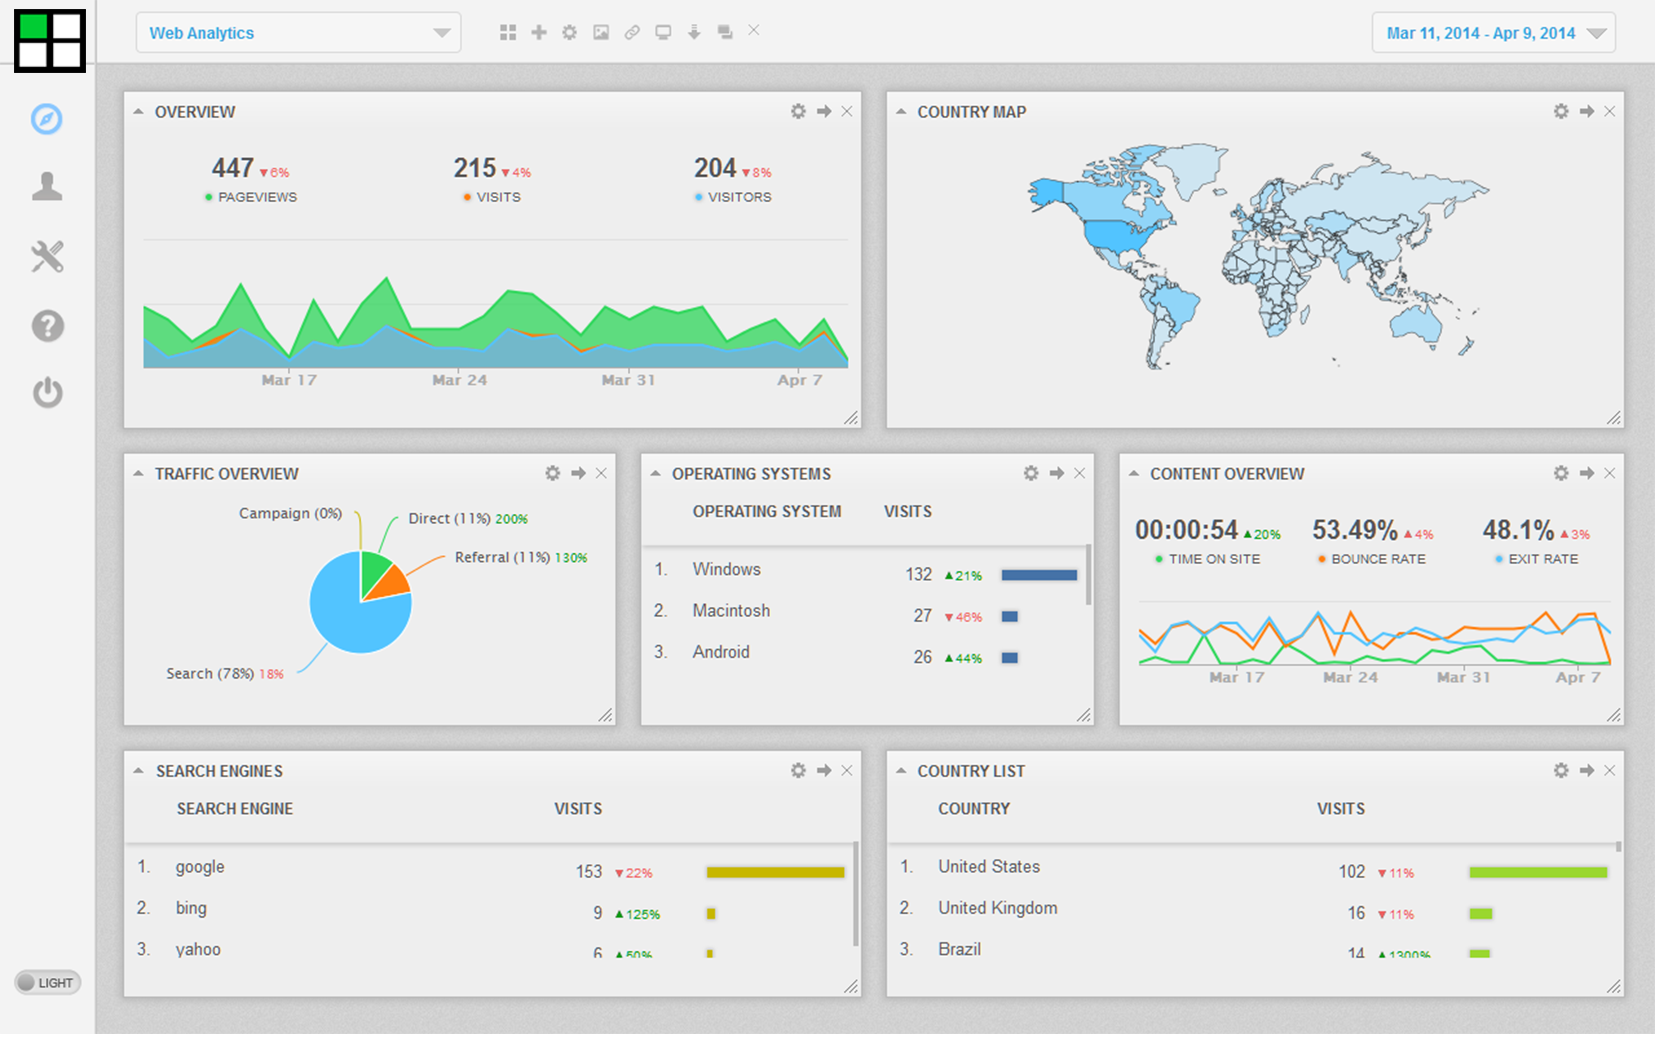 Web Analytics
Mar 11, 2014 - Apr 9, 2014
OVERVIEW
447 ▼6%
PAGEVIEWS
215 ▼4%
VISITS
204 ▼8%
VISITORS
Mar 17 Mar 24 Mar 31 Apr 7
COUNTRY MAP
TRAFFIC OVERVIEW
Campaign (0%)
Direct (11%) 200%
Referral (11%) 130%
Search (78%) 18%
OPERATING SYSTEMS
OPERATING SYSTEM VISITS
1. Windows 132 ▲21%
2. Macintosh 27 ▼46%
3. Android 26 ▲44%
CONTENT OVERVIEW
00:00:54 ▲20%
TIME ON SITE
53.49% ▲4%
BOUNCE RATE
48.1% ▲3%
EXIT RATE
Mar 17 Mar 24 Mar 31 Apr 7
SEARCH ENGINES
SEARCH ENGINE VISITS
1. google 153 ▼22%
2. bing 9 ▲125%
3. yahoo 6 ▲50%
COUNTRY LIST
COUNTRY VISITS
1. United States 102 ▼11%
2. United Kingdom 16 ▼11%
3. Brazil 14 ▲1300%
LIGHT